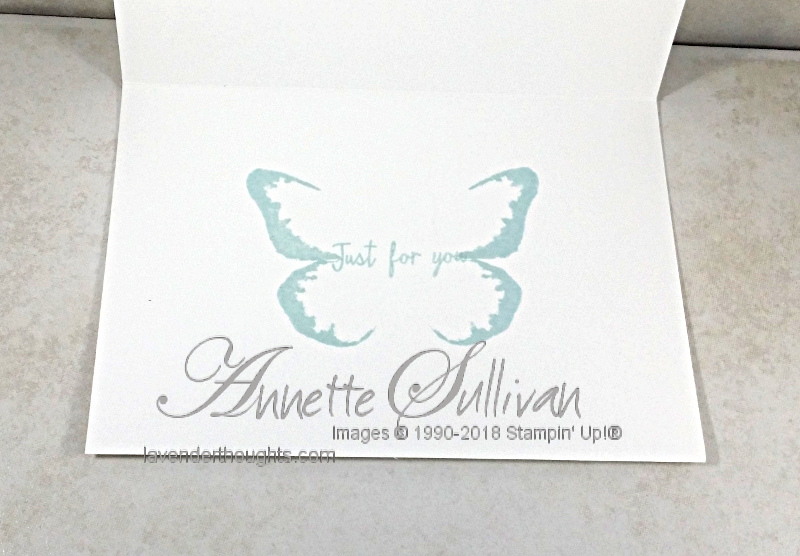 Just for you
Annette Sullivan
Images © 1990-2018 Stampin' Up!®
lavenderthoughts.com